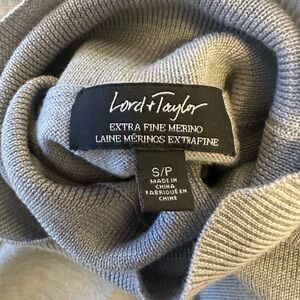 Lord + Taylor
EXTRA FINE MERINO
LAINE MÉRINOS EXTRAFINE
S/P
MADE IN
CHINA
FABRIQUÉ EN
CHINE